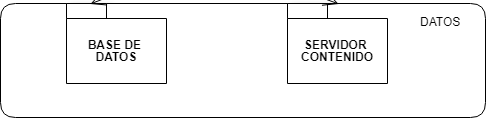 DATOS
BASE DE
DATOS
SERVIDOR
CONTENIDO